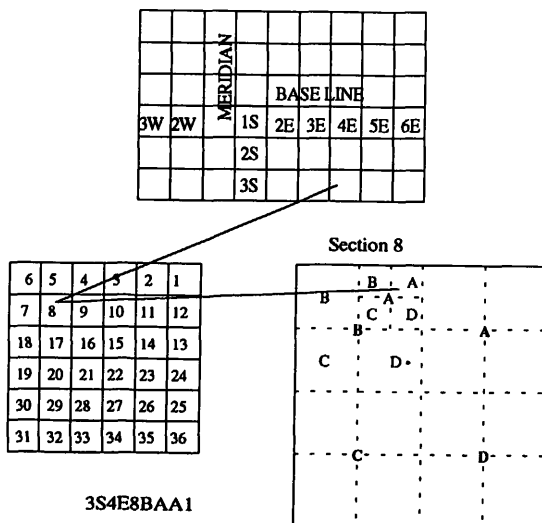 MERIDIAN
BASE LINE
3W 2W 1S 2E 3E 4E 5E 6E
2S
3S
Section 8
6 5 4 3 2 1
7 8 9 10 11 12
18 17 16 15 14 13
19 20 21 22 23 24
30 29 28 27 26 25
31 32 33 34 35 36
B A
B A
C D
B A
C D
C D
3S4E8BAA1